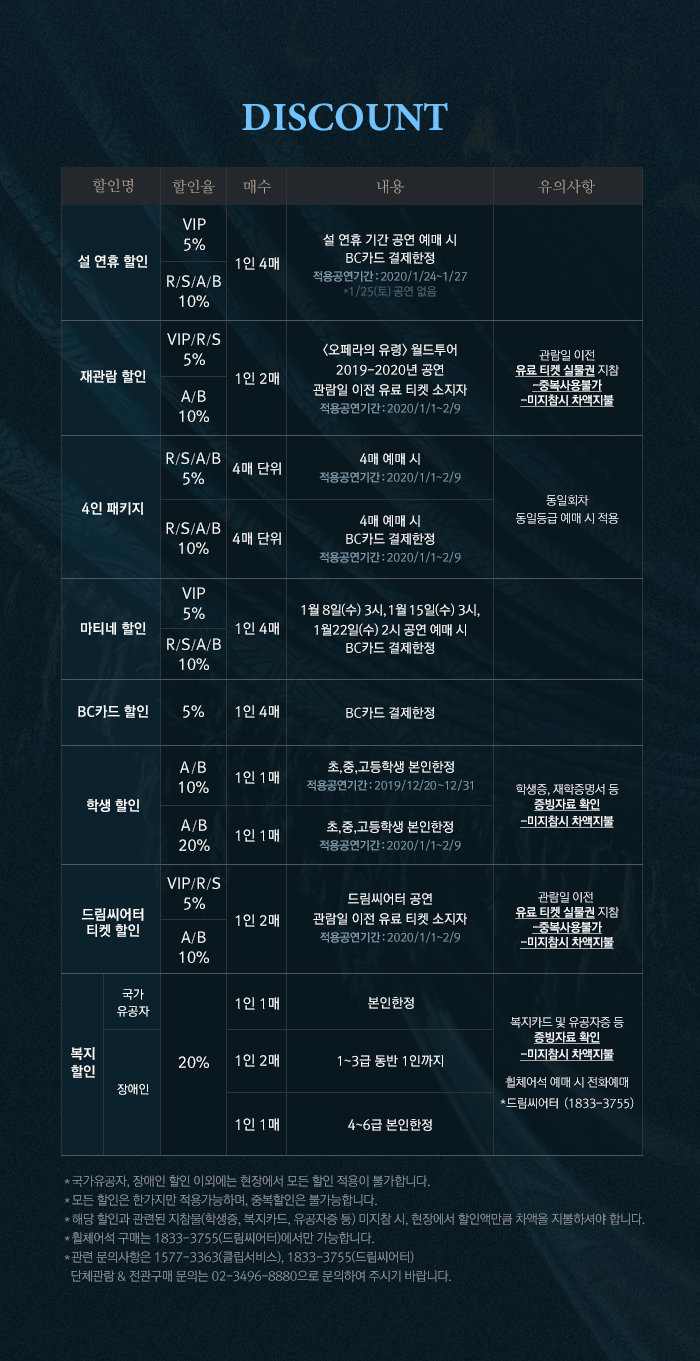 DISCOUNT
할인명 할인율 매수 내용 유의사항
설 연휴 할인
VIP
5%
R/S/A/B
10%
1인 4매
설 연휴 기간 공연 예매 시
BC카드 결제한정
적용공연기간 : 2020/1/24~1/27
*1/25(토) 공연 없음
재관람 할인
VIP/R/S
5%
A/B
10%
1인 2매
〈오페라의 유령〉 월드투어
2019-2020년 공연
관람일 이전 유료 티켓 소지자
적용공연기간 : 2020/1/1~2/9
관람일 이전
유료 티켓 실물권 지참
-중복사용불가
-미지참시 차액지불
4인 패키지
R/S/A/B
5%
4매 단위
4매 예매 시
적용공연기간 : 2020/1/1~2/9
R/S/A/B
10%
4매 단위
4매 예매 시
BC카드 결제한정
적용공연기간 : 2020/1/1~2/9
동일회차
동일등급 예매 시 적용
마티네 할인
VIP
5%
R/S/A/B
10%
1인 4매
1월 8일(수) 3시, 1월 15일(수) 3시,
1월22일(수) 2시 공연 예매 시
BC카드 결제한정
BC카드 할인
5%
1인 4매
BC카드 결제한정
학생 할인
A/B
10%
1인 1매
초,중,고등학생 본인한정
적용공연기간 : 2019/12/20~12/31
A/B
20%
1인 1매
초,중,고등학생 본인한정
적용공연기간 : 2020/1/1~2/9
학생증, 재학증명서 등
증빙자료 확인
-미지참시 차액지불
드림씨어터
티켓 할인
VIP/R/S
5%
A/B
10%
1인 2매
드림씨어터 공연
관람일 이전 유료 티켓 소지자
적용공연기간 : 2020/1/1~2/9
관람일 이전
유료 티켓 실물권 지참
-중복사용불가
-미지참시 차액지불
복지
할인
국가
유공자
장애인
20%
1인 1매
본인한정
1인 2매
1~3급 동반 1인까지
1인 1매
4~6급 본인한정
복지카드 및 유공자증 등
증빙자료 확인
-미지참시 차액지불
휠체어석 예매 시 전화예매
*드림씨어터 (1833-3755)
* 국가유공자, 장애인 할인 이외에는 현장에서 모든 할인 적용이 불가합니다.
* 모든 할인은 한가지만 적용가능하며, 중복할인은 불가능합니다.
* 해당 할인과 관련된 지참물(학생증, 복지카드, 유공자증 등) 미지참 시, 현장에서 할인액만큼 차액을 지불하셔야 합니다.
* 휠체어석 구매는 1833-3755(드림씨어터)에서만 가능합니다.
* 관련 문의사항은 1577-3363(클립서비스), 1833-3755(드림씨어터)
단체관람 & 전관구매 문의는 02-3496-8880으로 문의하여 주시기 바랍니다.